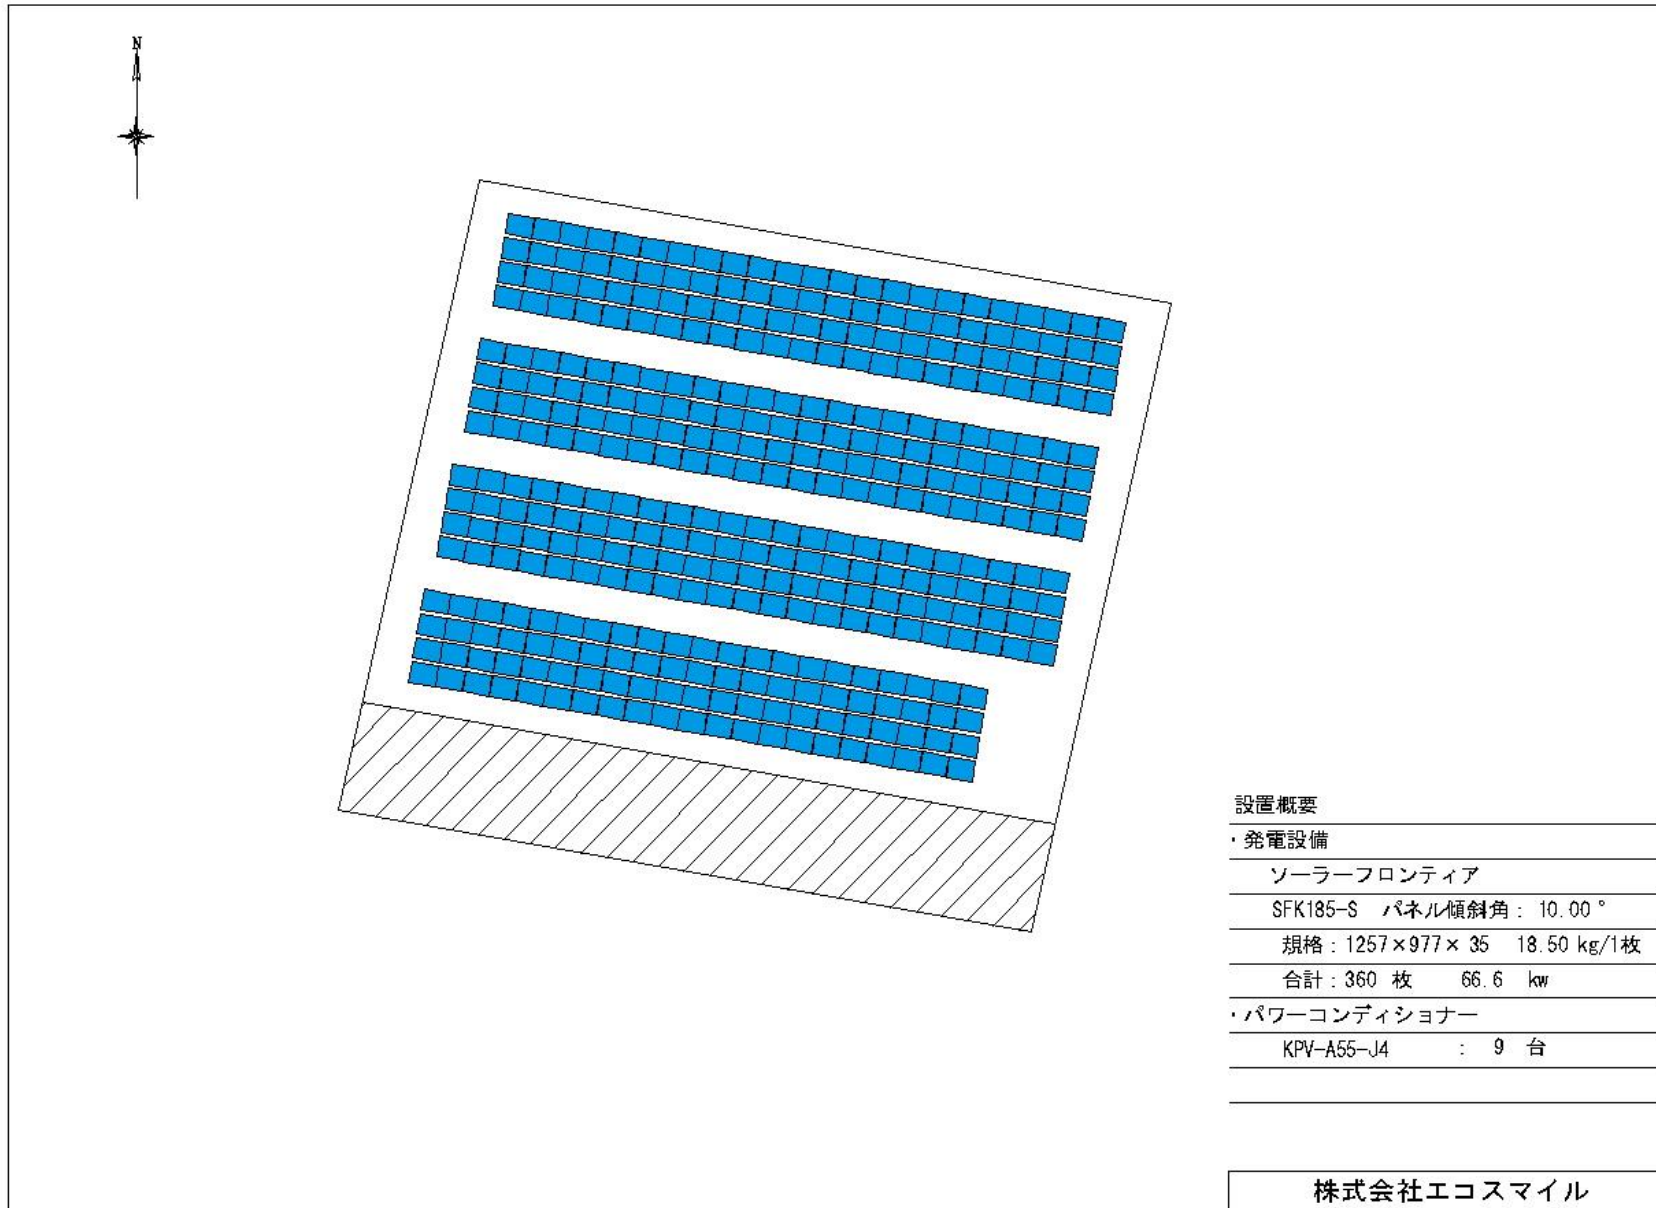 N
設置概要
・発電設備
ソーラーフロンティア
SFK185-S パネル傾斜角：10.00°
規格：1257×977×35 18.50 kg/1枚
合計：360 枚 66.6 kw
・パワーコンディショナー
KPV-A55-J4 ： 9 台
株式会社エコスマイル